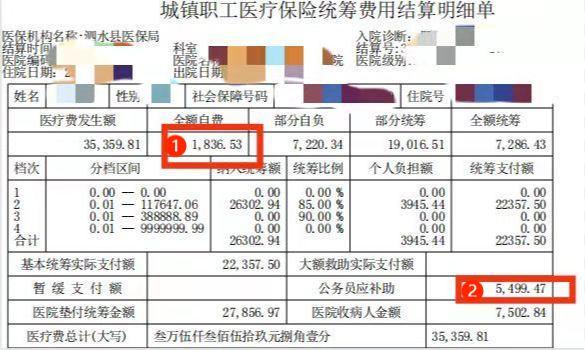 城镇职工医疗保险统筹费用结算明细单
医保机构名称:泗水县医保局 入院诊断:
结算时间 科室 结算号:
医院编码 医院名 医院级别
住院日期:2 出院日期
姓名 性别 社会保障号码 住院号
医疗费发生额 全额自费 部分自负 部分统筹 全额统筹
35,359.81 1 1,836.53 7,220.34 19,016.51 7,286.43
档次 分档区间 纳入统筹额 统筹比例 个人负担额 统筹支付额
1 0.00 — 0.00 0.00 0.00 % 0.00 0.00
2 0.01 — 117647.06 26302.94 85.00 % 3945.44 22357.50
3 0.01 — 388888.89 0.00 90.00 % 0.00 0.00
4 0.01 — 9999999.99 0.00 0.00 % 0.00 0.00
合计 26302.94 3945.44 22357.50
基本统筹实际支付额 22,357.50 大额救助实际支付额
暂缓支付额 公务员应补助 2 5,499.47
医院垫付统筹金额 27,856.97 医院收病人金额 7,502.84
医疗费总计(大写) 叁万伍仟叁佰伍拾玖元捌角壹分 35,359.81